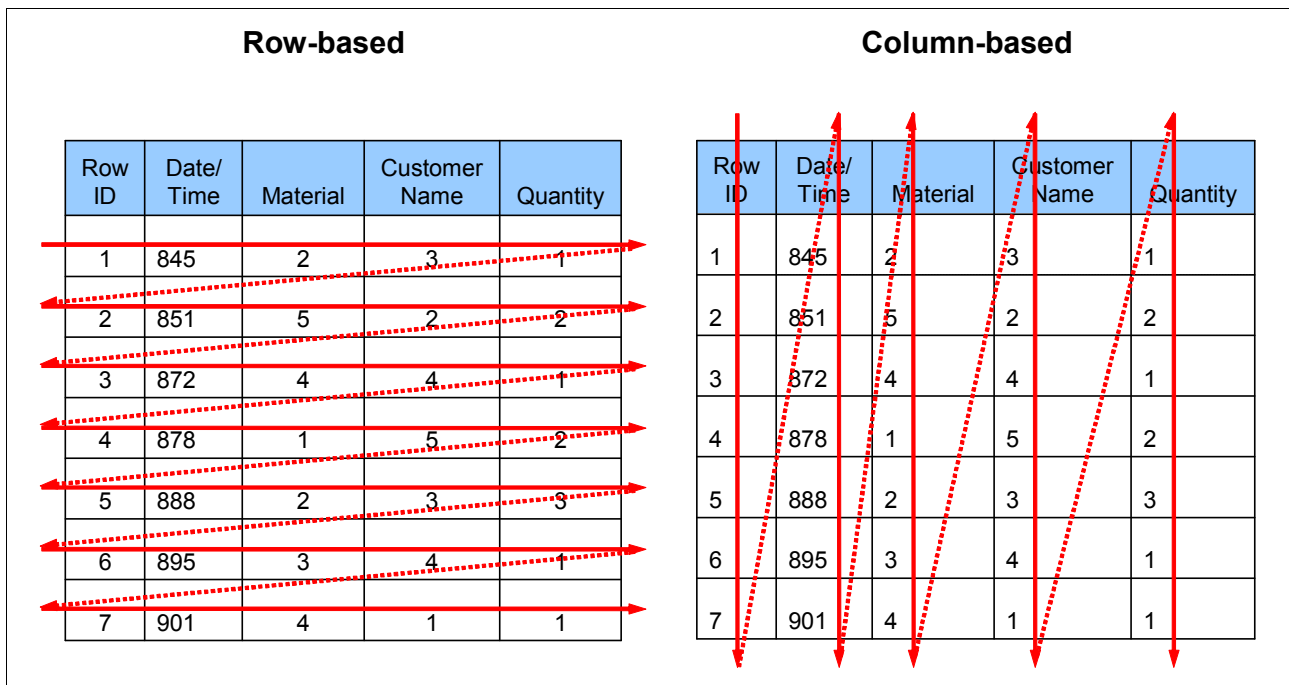 Row-based
Row ID Date/ Time Material Customer Name Quantity
1 845 2 3 1
2 851 5 2 2
3 872 4 4 1
4 878 1 5 2
5 888 2 3 3
6 895 3 4 1
7 901 4 1 1
Column-based
Row ID Date/ Time Material Customer Name Quantity
1 845 2 3 1
2 851 5 2 2
3 872 4 4 1
4 878 1 5 2
5 888 2 3 3
6 895 3 4 1
7 901 4 1 1